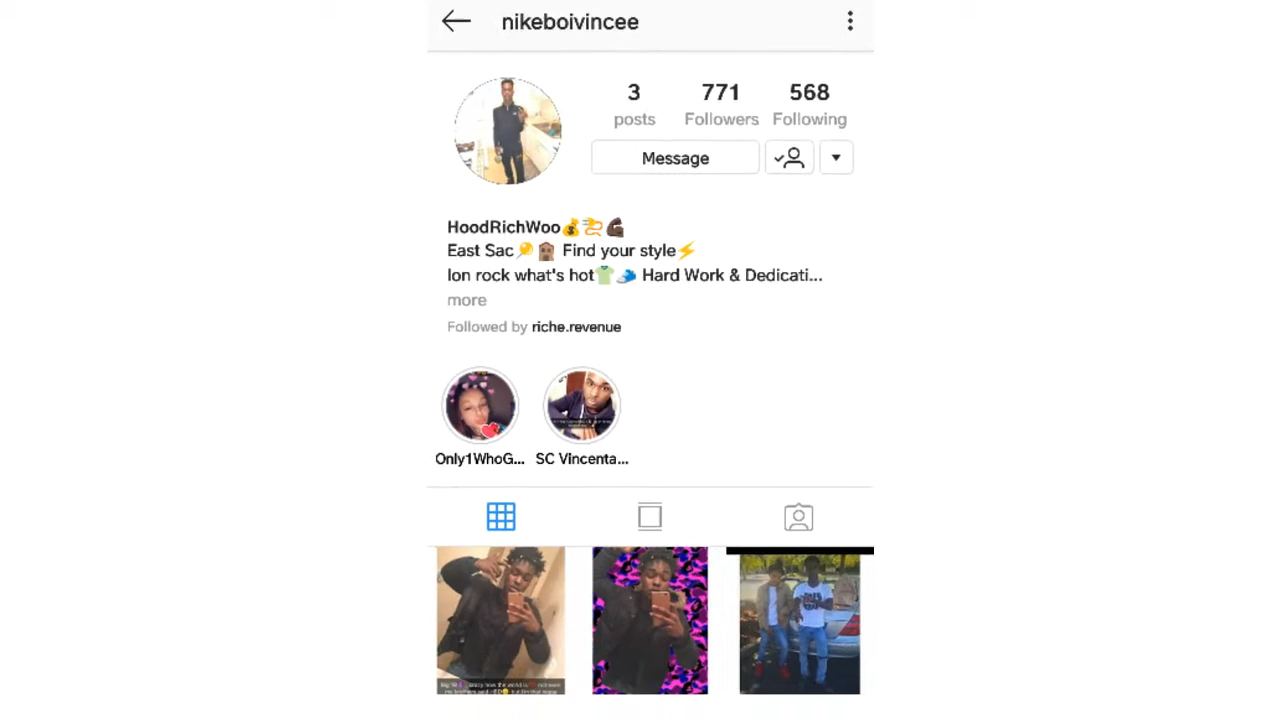 nikeboivincee
3 771 568
posts Followers Following
Message
HoodRichWoo💰🍜💪🏿
East Sac🔑🙈 Find your style⚡
Ion rock what's hot👕🌊 Hard Work & Dedicati...
more
Followed by riche.revenue
Only1WhoG... SC Vincenta...